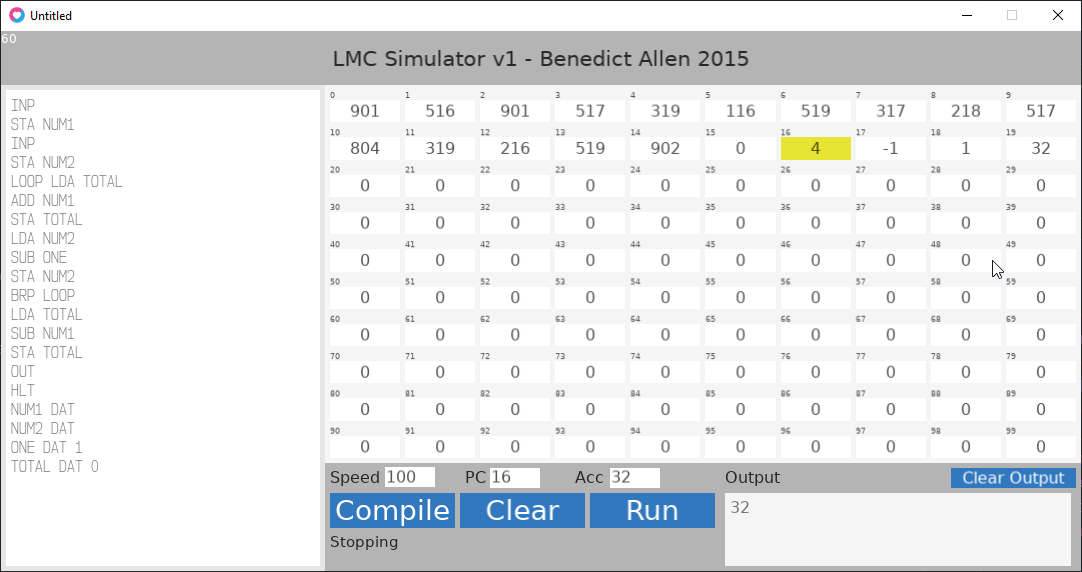 Untitled
60
LMC Simulator v1 - Benedict Allen 2015
INP
STA NUM1
INP
STA NUM2
LOOP LDA TOTAL
ADD NUM1
STA TOTAL
LDA NUM2
SUB ONE
STA NUM2
BRP LOOP
LDA TOTAL
SUB NUM1
STA TOTAL
OUT
HLT
NUM1 DAT
NUM2 DAT
ONE DAT 1
TOTAL DAT 0
0 1 2 3 4 5 6 7 8 9
901 516 901 517 319 116 519 317 218 517
10 11 12 13 14 15 16 17 18 19
804 319 216 519 902 0 4 -1 1 32
20 21 22 23 24 25 26 27 28 29
0 0 0 0 0 0 0 0 0 0
30 31 32 33 34 35 36 37 38 39
0 0 0 0 0 0 0 0 0 0
40 41 42 43 44 45 46 47 48 49
0 0 0 0 0 0 0 0 0 0
50 51 52 53 54 55 56 57 58 59
0 0 0 0 0 0 0 0 0 0
60 61 62 63 64 65 66 67 68 69
0 0 0 0 0 0 0 0 0 0
70 71 72 73 74 75 76 77 78 79
0 0 0 0 0 0 0 0 0 0
80 81 82 83 84 85 86 87 88 89
0 0 0 0 0 0 0 0 0 0
90 91 92 93 94 95 96 97 98 99
0 0 0 0 0 0 0 0 0 0
Speed 100 PC 16 Acc 32 Output Clear Output
Compile Clear Run
32
Stopping